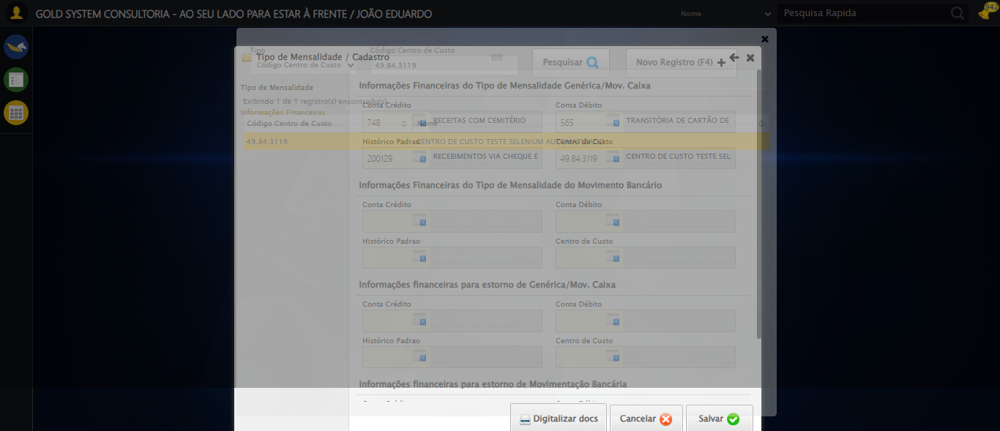 GOLD SYSTEM CONSULTORIA - AO SEU LADO PARA ESTAR À FRENTE / JOÃO EDUARDO
Nome
Pesquisa Rapida
942
Tipo
Código Centro de Custo
Tipo de Mensalidade / Cadastro
Código Centro de Custo
49.84.3119
Pesquisar
Novo Registro (F4)
Tipo de Mensalidade
Informações Financeiras do Tipo de Mensalidade Genérica/Mov. Caixa
Exibindo 1 de 1 registro(s) encontrado(s)
Informações Financeiras
Conta Crédito
Conta Débito
Código Centro de Custo
748
Nome
RECEITAS COM CEMITÉRIO
565
TRANSITÓRIA DE CARTÃO DE
49.84.3119
Histórico Padrao
CENTRO DE CUSTO TESTE SELENIUM
Centro de Custo
200129
RECEBIMENTOS VIA CHEQUE E
49.84.3119
CENTRO DE CUSTO TESTE SEL
Informações Financeiras do Tipo de Mensalidade do Movimento Bancário
Conta Crédito
Conta Débito
Histórico Padrao
Centro de Custo
Informações financeiras para estorno de Genérica/Mov. Caixa
Conta Crédito
Conta Débito
Histórico Padrao
Centro de Custo
Informações financeiras para estorno de Movimentação Bancária
Digitalizar docs
Cancelar
Salvar